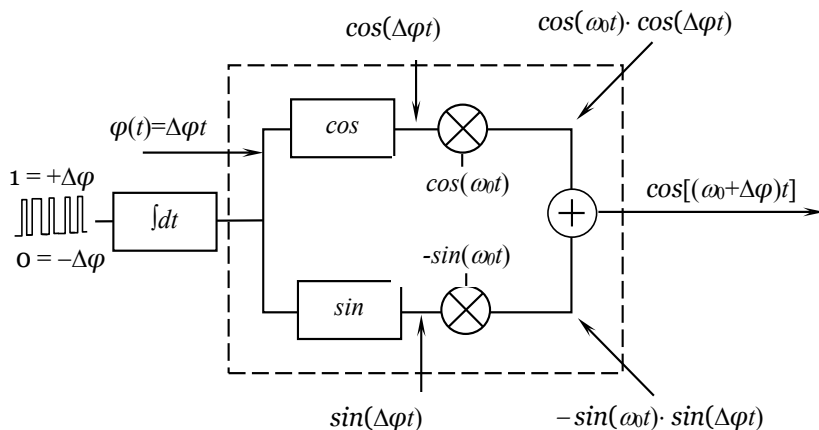 cos(Δφt)
cos(ω₀t)· cos(Δφt)
φ(t)=Δφt
cos
1 = +Δφ
cos(ω₀t)
cos[(ω₀+Δφ)t]
∫dt
+
0 = −Δφ
-sin(ω₀t)
sin
sin(Δφt)
−sin(ω₀t)· sin(Δφt)